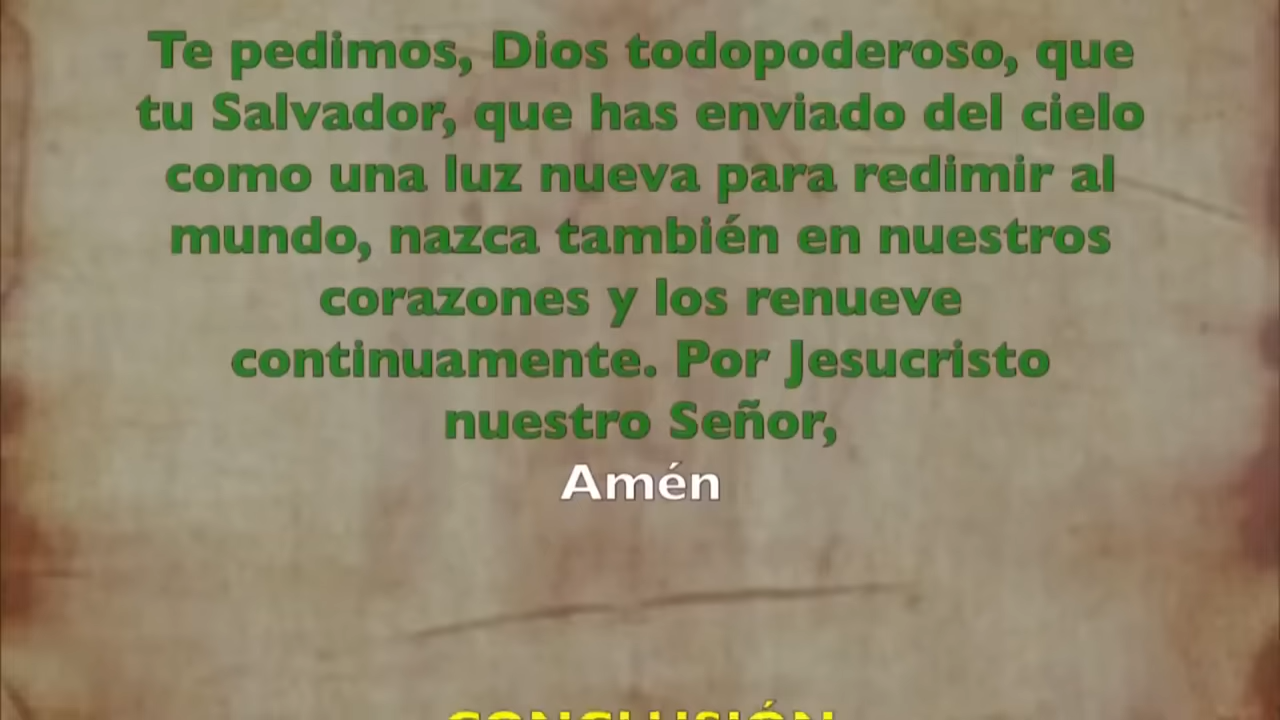 Te pedimos, Dios todopoderoso, que
tu Salvador, que has enviado del cielo
como una luz nueva para redimir al
mundo, nazca también en nuestros
corazones y los renueve
continuamente. Por Jesucristo
nuestro Señor,
Amén
CONCLUSIÓN